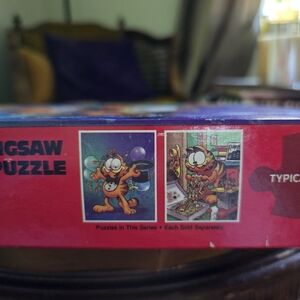 IGSAW
PUZZLE
Puzzles in This Series • Each Sold Separately
TYPIC